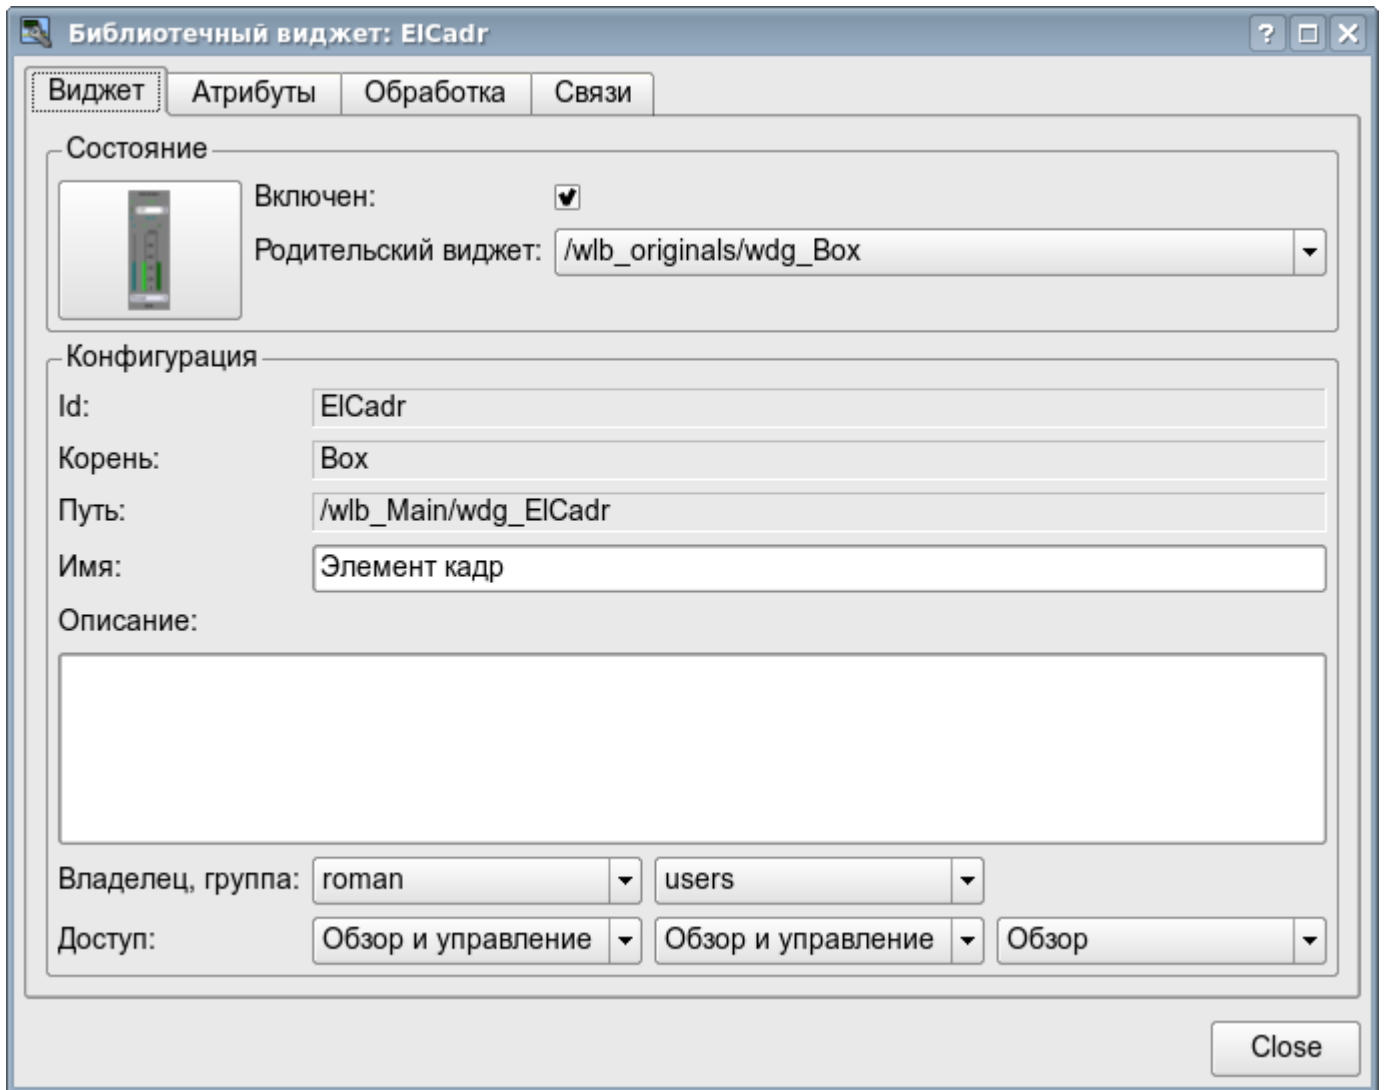 Библиотечный виджет: ElCadr
Виджет Атрибуты Обработка Связи
Состояние
Включен:
Родительский виджет: /wlb_originals/wdg_Box
Конфигурация
Id: ElCadr
Корень: Box
Путь: /wlb_Main/wdg_ElCadr
Имя: Элемент кадр
Описание:
Владелец, группа: roman users
Доступ: Обзор и управление Обзор и управление Обзор
Close